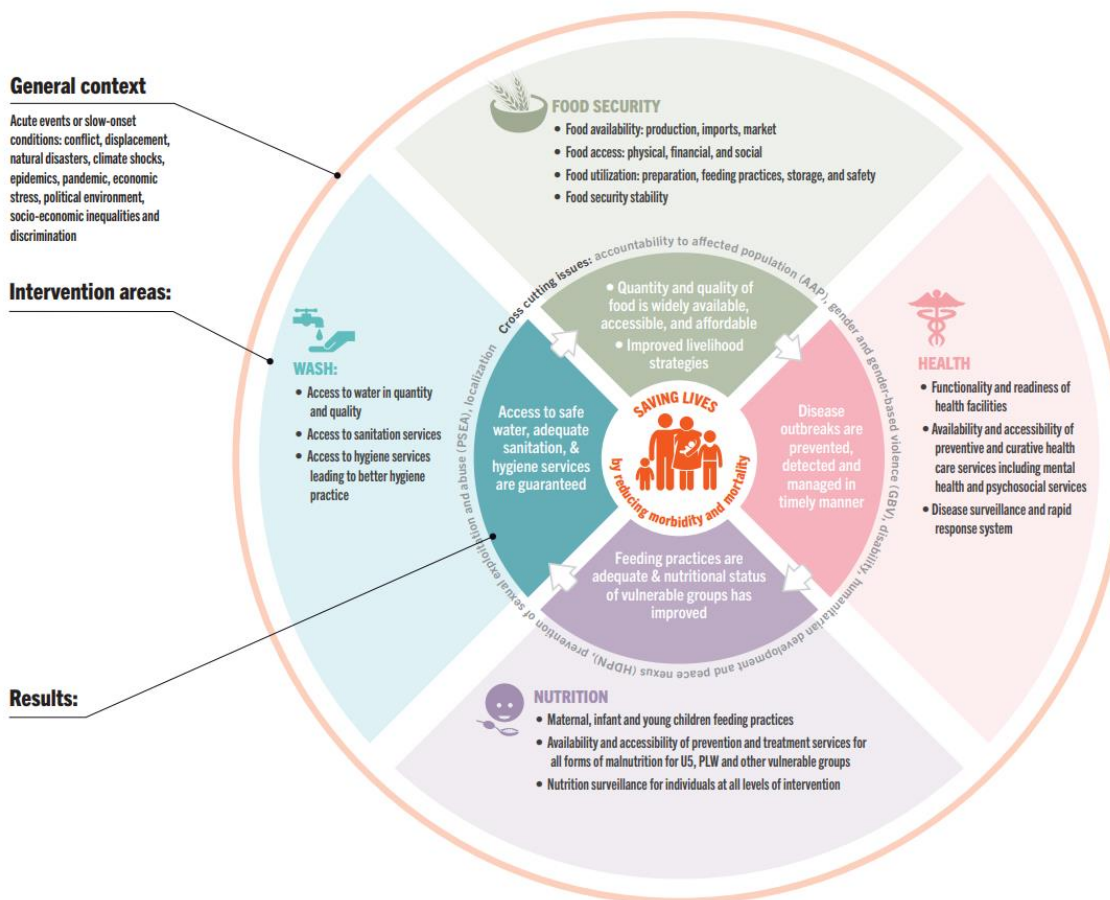 General context
Acute events or slow-onset
conditions: conflict, displacement,
natural disasters, climate shocks,
epidemics, pandemic, economic
stress, political environment,
socio-economic inequalities and
discrimination
Intervention areas:
Results:
FOOD SECURITY
• Food availability: production, imports, market
• Food access: physical, financial, and social
• Food utilization: preparation, feeding practices, storage, and safety
• Food security stability
Cross cutting issues: accountability to affected population (AAP), gender and gender-based violence (GBV), disability, humanitarian development and peace nexus (HDPN), prevention of sexual exploitation and abuse (PSEA), localization
• Quantity and quality of
food is widely available,
accessible, and affordable
• Improved livelihood
strategies
WASH:
• Access to water in quantity
and quality
• Access to sanitation services
• Access to hygiene services
leading to better hygiene
practice
Access to safe
water, adequate
sanitation, &
hygiene services
are guaranteed
SAVING LIVES
by reducing morbidity and mortality
Disease
outbreaks are
prevented,
detected and
managed in
timely manner
HEALTH
• Functionality and readiness of
health facilities
• Availability and accessibility of
preventive and curative health
care services including mental
health and psychosocial services
• Disease surveillance and rapid
response system
Feeding practices are
adequate & nutritional status
of vulnerable groups has
improved
NUTRITION
• Maternal, infant and young children feeding practices
• Availability and accessibility of prevention and treatment services for
all forms of malnutrition for U5, PLW and other vulnerable groups
• Nutrition surveillance for individuals at all levels of intervention